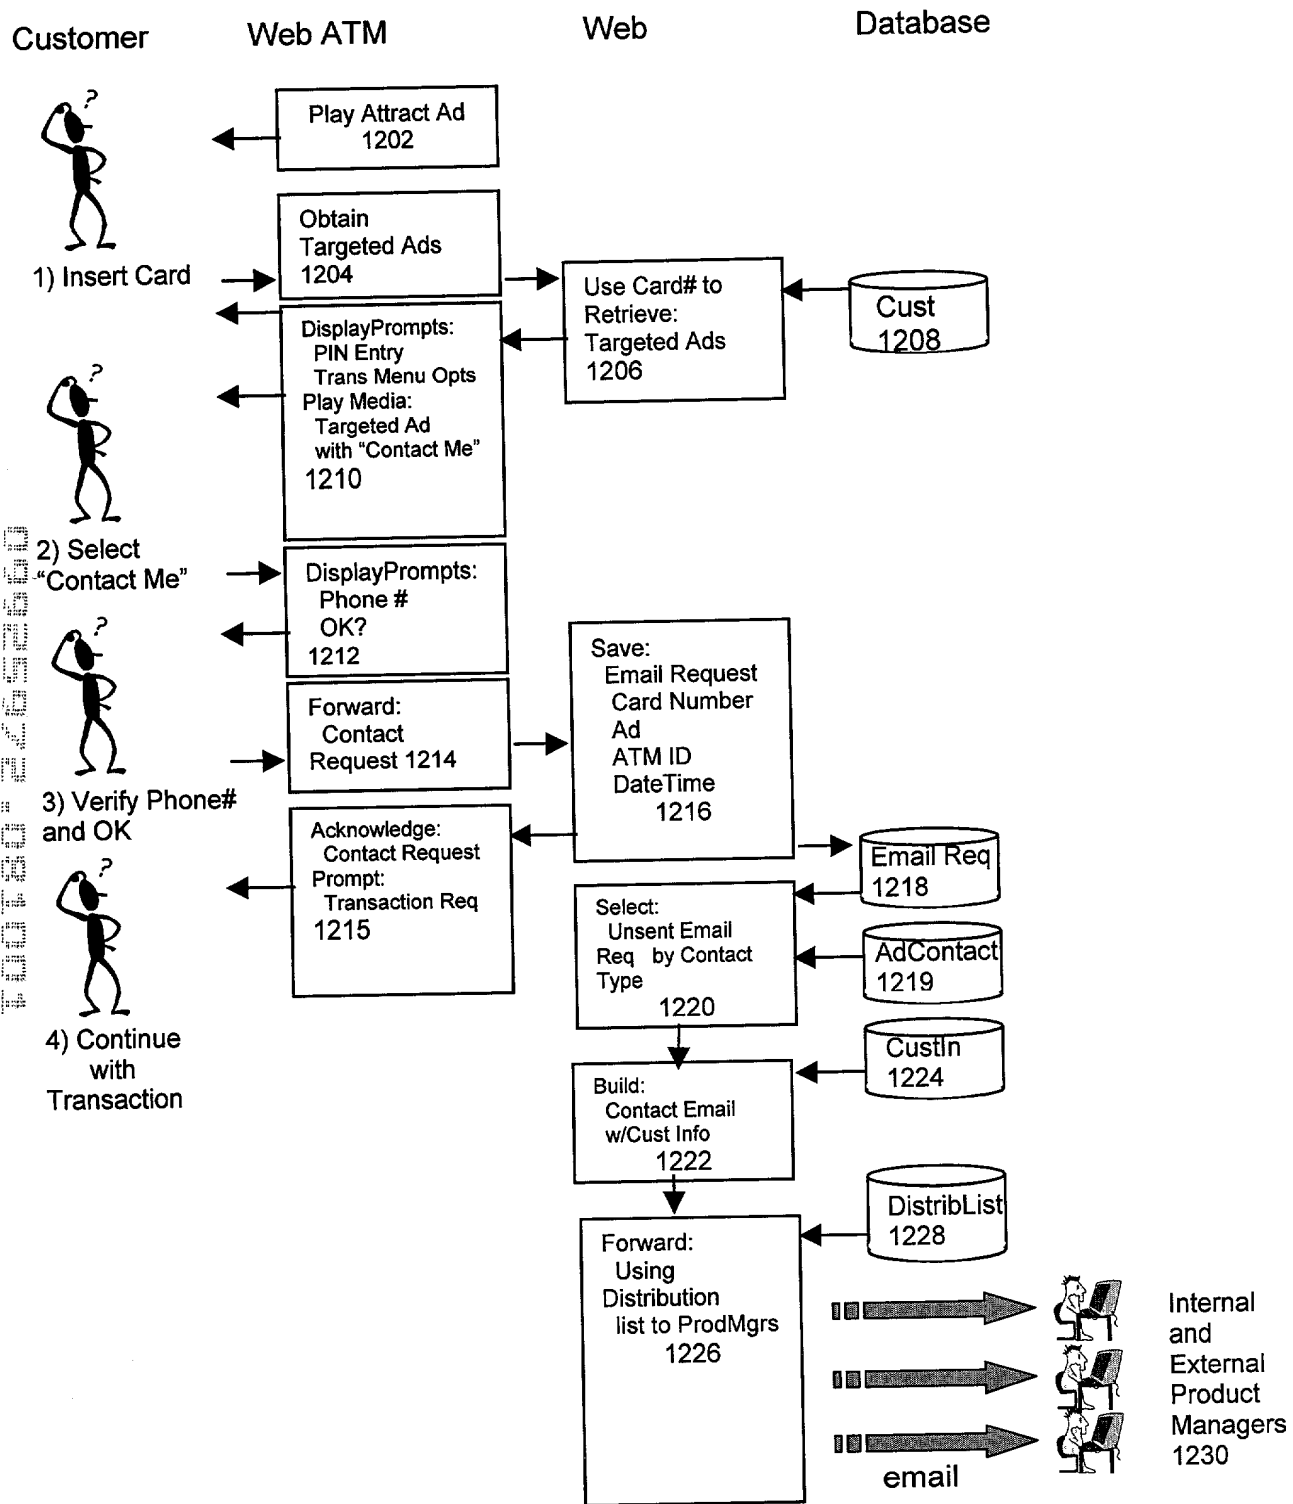 Customer
Web ATM
Web
Database
?
Play Attract Ad
1202
1) Insert Card
Obtain
Targeted Ads
1204
Use Card# to
Retrieve:
Targeted Ads
1206
Cust
1208
DisplayPrompts:
PIN Entry
Trans Menu Opts
Play Media:
Targeted Ad
with “Contact Me”
1210
?
2) Select
“Contact Me”
DisplayPrompts:
Phone #
OK?
1212
?
3) Verify Phone#
and OK
Forward:
Contact
Request 1214
Save:
Email Request
Card Number
Ad
ATM ID
DateTime
1216
Acknowledge:
Contact Request
Prompt:
Transaction Req
1215
Email Req
1218
?
4) Continue
with
Transaction
Select:
Unsent Email
Req by Contact
Type
1220
AdContact
1219
CustIn
1224
Build:
Contact Email
w/Cust Info
1222
DistribList
1228
Forward:
Using
Distribution
list to ProdMgrs
1226
email
Internal
and
External
Product
Managers
1230
09925972.081001